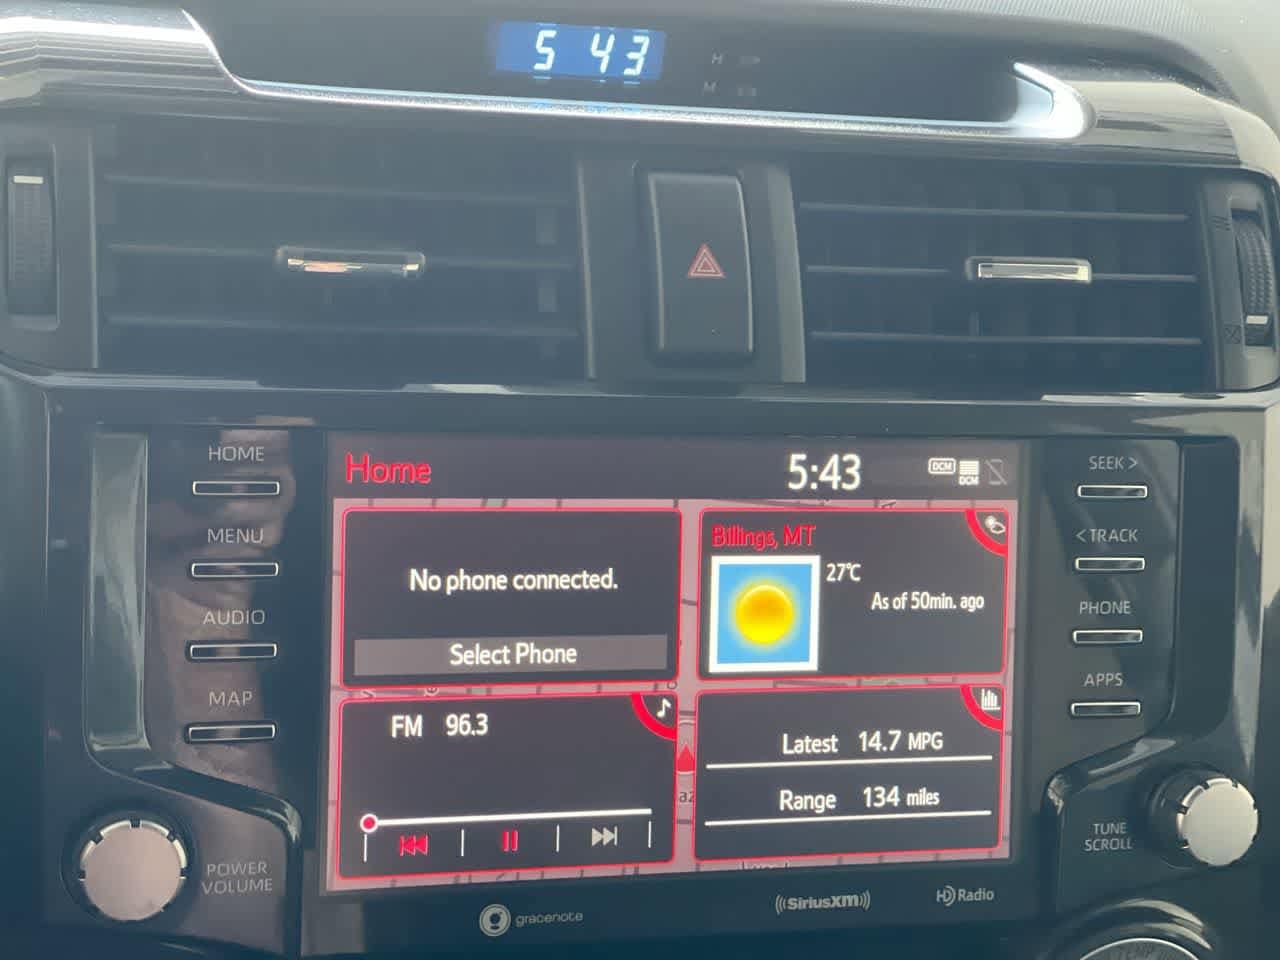 5 43
H
M
HOME
MENU
AUDIO
MAP
POWER
VOLUME
Home
5:43
DCM
DCM
No phone connected.
Select Phone
Billings, MT
27℃
As of 50min. ago
FM 96.3
Latest 14.7 MPG
Range 134 miles
SEEK >
< TRACK
PHONE
APPS
TUNE
SCROLL
gracenote
((SiriusXM))
HD Radio